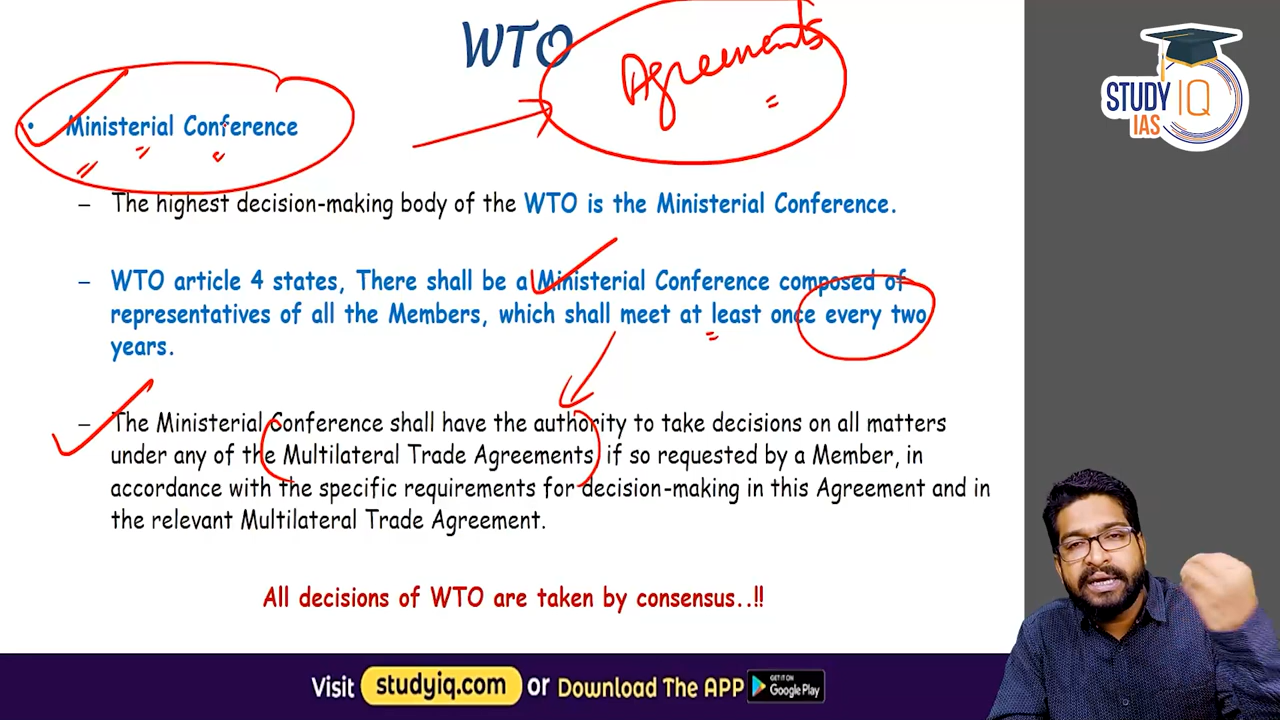 WTO
Agreements
STUDY IQ
IAS
• Ministerial Conference
– The highest decision-making body of the WTO is the Ministerial Conference.
– WTO article 4 states, There shall be a Ministerial Conference composed of
representatives of all the Members, which shall meet at least once every two
years.
– The Ministerial Conference shall have the authority to take decisions on all matters
under any of the Multilateral Trade Agreements, if so requested by a Member, in
accordance with the specific requirements for decision-making in this Agreement and in
the relevant Multilateral Trade Agreement.
All decisions of WTO are taken by consensus..!!
Visit studyiq.com or Download The APP GET IT ON Google Play